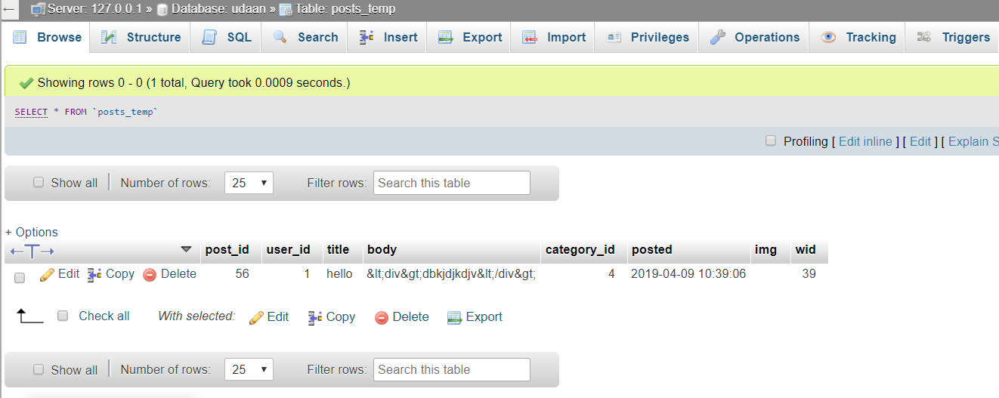 Server: 127.0.0.1 » Database: udaan » Table: posts_temp
Browse Structure SQL Search Insert Export Import Privileges Operations Tracking Triggers
Showing rows 0 - 0 (1 total, Query took 0.0009 seconds.)
SELECT * FROM `posts_temp`
Profiling [ Edit inline ] [ Edit ] [ Explain S
Show all Number of rows: 25 Filter rows: Search this table
+ Options
←T→ post_id user_id title body category_id posted img wid
Edit Copy Delete 56 1 hello &lt;div&gt;dbkjdjkdjv&lt;/div&gt; 4 2019-04-09 10:39:06 39
Check all With selected: Edit Copy Delete Export
Show all Number of rows: 25 Filter rows: Search this table